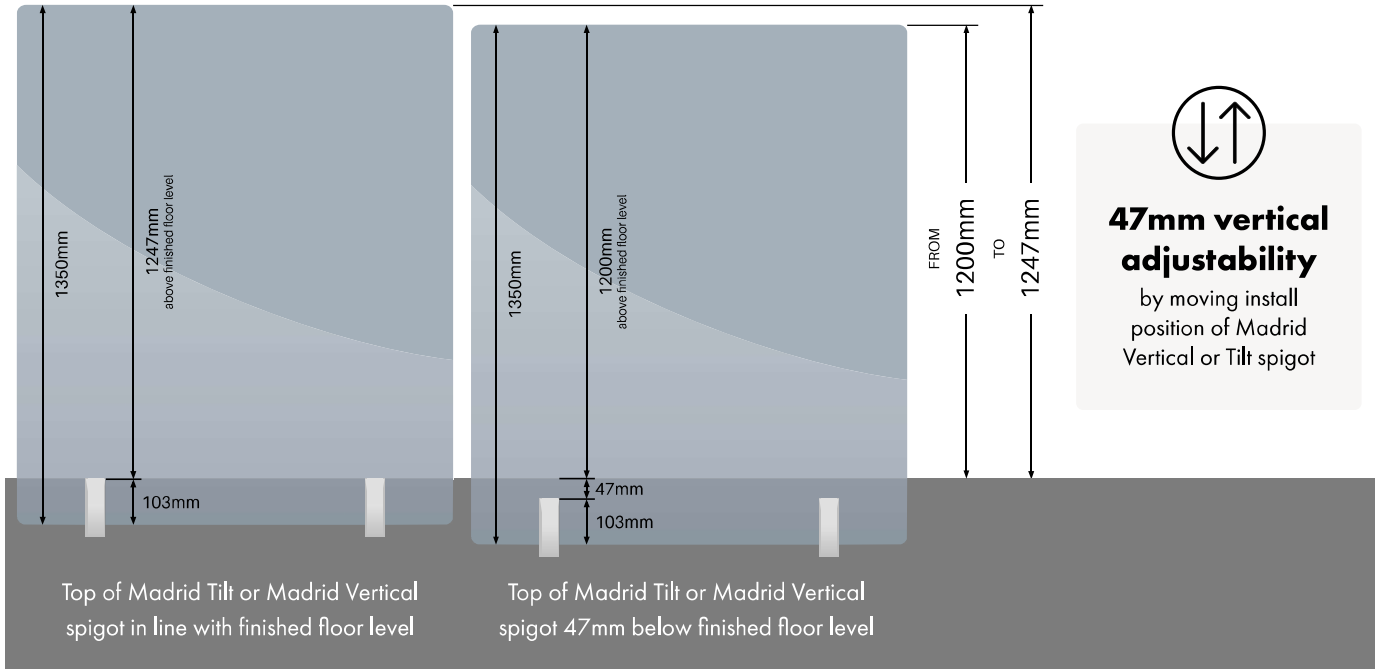 1350mm
1247mm
above finished floor level
103mm
1350mm
1200mm
above finished floor level
47mm
103mm
FROM
1200mm
TO
1247mm
47mm vertical
adjustability
by moving install
position of Madrid
Vertical or Tilt spigot
Top of Madrid Tilt or Madrid Vertical
spigot in line with finished floor level
Top of Madrid Tilt or Madrid Vertical
spigot 47mm below finished floor level